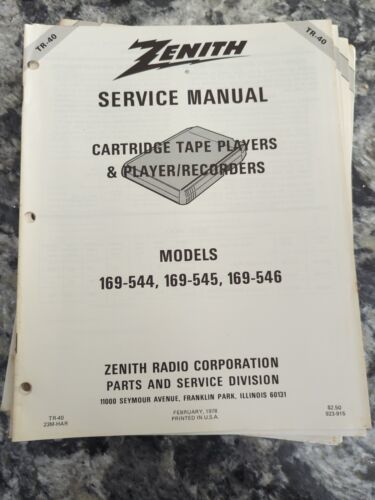 TR-40
TR-40
ZENITH
SERVICE MANUAL
CARTRIDGE TAPE PLAYERS
& PLAYER/RECORDERS
MODELS
169-544, 169-545, 169-546
ZENITH RADIO CORPORATION
PARTS AND SERVICE DIVISION
11000 SEYMOUR AVENUE, FRANKLIN PARK, ILLINOIS 60131
TR-40
23M-HAR
FEBRUARY, 1978
PRINTED IN U.S.A.
$2.50
923-915